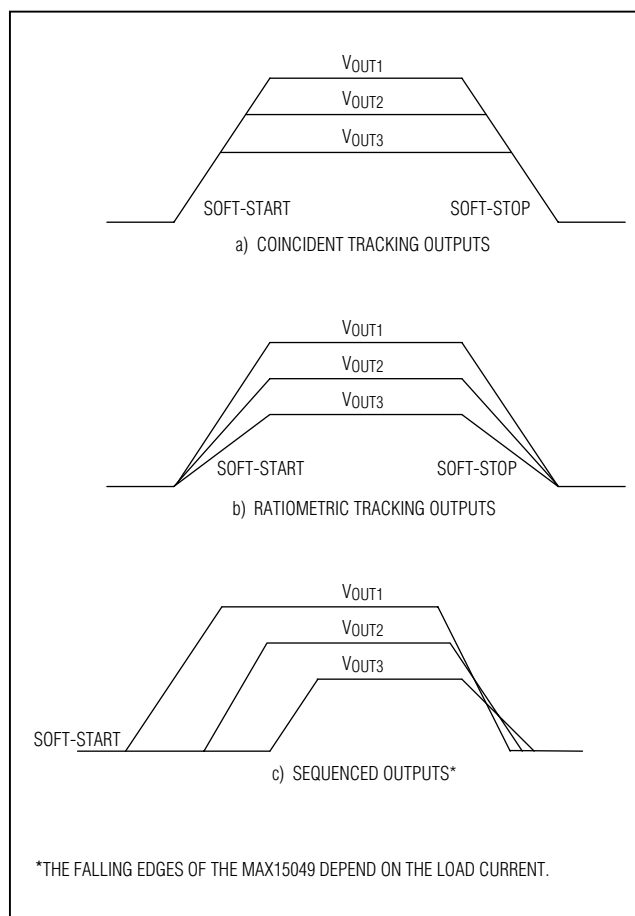 VOUT1
VOUT2
VOUT3
SOFT-START SOFT-STOP
a) COINCIDENT TRACKING OUTPUTS
VOUT1
VOUT2
VOUT3
SOFT-START SOFT-STOP
b) RATIOMETRIC TRACKING OUTPUTS
VOUT1
VOUT2
VOUT3
SOFT-START
c) SEQUENCED OUTPUTS*
*THE FALLING EDGES OF THE MAX15049 DEPEND ON THE LOAD CURRENT.